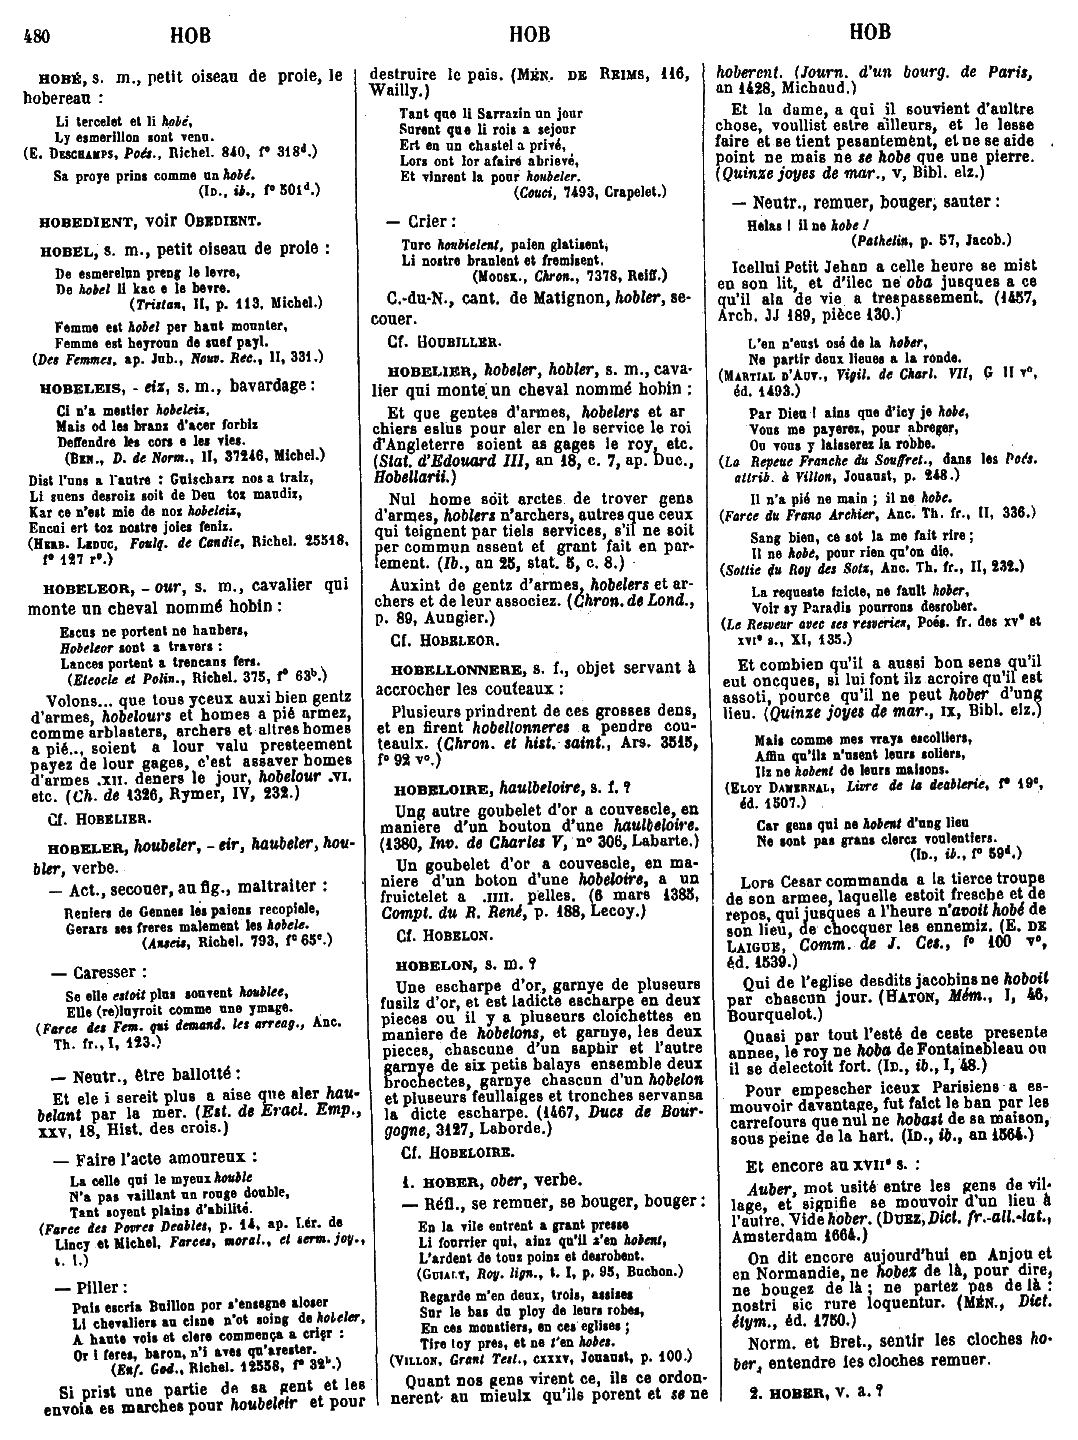 480 HOB HOB HOB
HOBÉ, s. m., petit oiseau de proie, le
hobereau :
Li tercelet et li hobé,
Ly esmerillon sont venu.
(E. DESCHAMPS, Poés., Richel. 840, fº 318d.)
Sa proye prins comme un hobé.
(ID., ib., fº 501d.)
HOBEDIENT, voir OBEDIENT.
HOBEL, s. m., petit oiseau de proie :
De esmerelun preng le levre,
De hobel li kac e le bevre.
(Tristan, II, p. 113, Michel.)
Femme est hobel per haut mounter,
Femme est heyroun de suef payl.
(Des Femmes, ap. Jub., Nouv. Rec., II, 331.)
HOBELEIS, - eiz, s. m., bavardage :
Ci n'a mestier hobeleiz,
Mais od les branz d'acer forbiz
Deffendre les cors e les vies.
(BEN., D. de Norm., II, 37246, Michel.)
Dist l'uns a l'autre : Guischarz nos a traiz,
Li suens desrois soit de Deu toz maudiz,
Kar ce n'est mie de noz hobeleiz,
Encui ert toz nostre joies feniz.
(HERB. LEDUC, Foulq. de Candie, Richel. 25518,
fº 127 rº.)
HOBELEOR, - our, s. m., cavalier qui
monte un cheval nommé hobin :
Escus ne portent ne haubers,
Hobeleor sont a travers :
Lances portent a trencans fers.
(Eteocle et Polin., Richel. 375, fº 63b.)
Volons... que tous yceux auxi bien gentz
d'armes, hobelours et homes a pié armez,
comme arblasters, archers et altres homes
a pié.., soient a lour valu presteement
payez de lour gages, c'est assaver homes
d'armes .XII. deners le jour, hobelour .VI.
etc. (Ch. de 1326, Rymer, IV, 232.)
Cf. HOBELIER.
HOBELER, houbeler, - eir, haubeler, hou-
bler, verbe.
— Act., secouer, au fig., maltraiter :
Reniers de Gennes les paiens recopiele,
Gerars ses freres malement les hobele.
(Anseis, Richel. 793, fº 65c.)
— Caresser :
Se elle estoit plus souvent houblee,
Elle (re)luyroit comme une ymage.
(Farce des Fem. qui demand. les arreag., Anc.
Th. fr., I, 123.)
— Neutr., être ballotté :
Et ele i sereit plus a aise que aler hau-
belant par la mer. (Est. de Eracl. Emp.,
XXV, 18, Hist. des crois.)
— Faire l'acte amoureux :
La celle qui le myeux houble
N'a pas vaillant un rouge double,
Tant soyent plains d'abilité.
(Farce des Povres Deables, p. 14, ap. Ler. de
Lincy et Michel, Farces, moral., et serm. joy.,
t. I.)
— Piller :
Puis escria Buillon por s'ensegne aloser
Li chevaliers au cisne n'ot soing de hobeler,
A haute vois et clere commença a crier :
Or i feres, baron, n'i aves qu'arester.
(Enf. God., Richel. 12558, fº 32b.)
Si prist une partie de sa gent et les
envoia es marches pour houbeleir et pour
destruire le pais. (MÉN. DE REIMS, 116,
Wailly.)
Tant que li Sarrazin un jour
Surent que li rois a sejour
Ert en un chastel a privé,
Lors ont lor afaire abrievé,
Et vinrent la pour houbeler.
(Couci, 7493, Crapelet.)
— Crier :
Turc houbielent, paien glatissent,
Li nostre branlent et fremissent.
(MOUSK., Chron., 7378, Reiff.)
C.-du-N., cant. de Matignon, hobler, se-
couer.
Cf. HOUBILLER.
HOBELIER, hobeler, hobler, s. m., cava-
lier qui monte un cheval nommé hobin :
Et que gentes d'armes, hobelers et ar
chiers eslus pour aler en le service le roi
d'Angleterre soient as gages le roy, etc.
(Stat. d'Edouard III, an 18, c. 7, ap. Duc.,
Hobellarii.)
Nul home soit arctes de trover gens
d'armes, hoblers n'archers, autres que ceux
qui teignent par tiels services, s'il ne soit
per commun assent et grant fait en par-
lement. (Ib., an 25, stat. 5, c. 8.)
Auxint de gentz d'armes, hobelers et ar-
chers et de leur associez. (Chron. de Lond.,
p. 89, Aungier.)
Cf. HOBELEOR.
HOBELLONNERE, s. f., objet servant à
accrocher les couteaux :
Plusieurs prindrent de ces grosses dens,
et en firent hobellonneres a pendre cou-
teaulx. (Chron. et hist. saint., Ars. 3515,
fº 92 vº.)
HOBELOIRE, haulbeloire, s. f. ?
Ung autre goubelet d'or a couvescle, en
maniere d'un bouton d'une haulbeloire.
(1380, Inv. de Charles V, nº 306, Labarte.)
Un goubelet d'or a couvescle, en ma-
niere d'un boton d'une hobeloire, a un
fruictelet a .IIII. pelles. (6 mars 1385,
Compt. du R. René, p. 188, Lecoy.)
Cf. HOBELON.
HOBELON, s. m. ?
Une escharpe d'or, garnye de pluseurs
fusilz d'or, et est ladicte escharpe en deux
pieces ou il y a pluseurs cloichettes en
maniere de hobelons, et garnye, les deux
pieces, chascune d'un saphir et l'autre
garnye de six petis balays ensemble deux
brochectes, garnye chascun d'un hobelon
et pluseurs feullaiges et tronches servans a
la dicte escharpe. (1467, Ducs de Bour-
gogne, 3127, Laborde.)
Cf. HOBELOIRE.
1. HOBER, ober, verbe.
— Réfl., se remuer, se bouger, bouger :
En la vile entrent a grant presse
Li fourrier qui, ainz qu'il s'en hobent,
L'ardent de touz poinz et desrobent.
(GUIART, Roy. lign., t. I, p. 95, Buchon.)
Regarde m'en deux, trois, assises
Sur le bas du ploy de leurs robes,
En ces monstiers, en ces eglises ;
Tire toy pres, et ne t'en hobes.
(VILLON, Grant Test., CXXXV, Jouaust, p. 100.)
Quant nos gens virent ce, ils ce ordon-
nerent au mieulx qu'ils porent et se ne
hoberent. (Journ. d'un bourg. de Paris,
an 1428, Michaud.)
Et la dame, a qui il souvient d'aultre
chose, voullist estre ailleurs, et le lesse
faire et se tient pesantement, et ne se aide
point ne mais ne se hobe que une pierre.
(Quinze joyes de mar., V, Bibl. elz.)
— Neutr., remuer, bouger, sauter :
Helas ! il ne hobe !
(Pathelin, p. 57, Jacob.)
Icellui Petit Jehan a celle heure se mist
en son lit, et d'ilec ne oba jusques a ce
qu'il ala de vie a trespassement. (1457,
Arch. JJ 189, pièce 130.)
L'en n'eust osé de la hober,
Ne partir deux lieues a la ronde.
(MARTIAL D'AUV., Vigil. de Charl. VII, G II vº,
éd. 1493.)
Par Dieu ! ains que d'icy je hobe,
Vous me payerez, pour abreger,
Ou vous y laisserez la robbe.
(La Repeue Franche du Souffret., dans les Poés.
attrib. à Villon, Jouaust, p. 248.)
Il n'a pié ne main ; il ne hobe.
(Farce du Franc Archier, Anc. Th. fr., II, 336.)
Sang bien, ce sot la me fait rire ;
Il ne hobe, pour rien qu'on die.
(Sottie du Roy des Sotz, Anc. Th. fr., II, 232.)
La requeste faicte, ne fault hober,
Voir sy Paradis pourrons desrober.
(Le Resveur avec ses resveries, Poés. fr. des XVe et
XVIe s., XI, 135.)
Et combien qu'il a aussi bon sens qu'il
eut oncques, si lui font ilz acroire qu'il est
assoti, pource qu'il ne peut hober d'ung
lieu. (Quinze joyes de mar., IX, Bibl. elz.)
Mais comme mes vrays escolliers,
Affin qu'ilz n'usent leurs soliers,
Ilz ne hobent de leurs maisons.
(ELOY DAMERNAL, Livre de la deablerie, fº 19c,
éd. 1507.)
Car gens qui ne hobent d'ung lieu
Ne sont pas grans clercz voulentiers.
(ID., ib., fº 59d.)
Lors Cesar commanda a la tierce troupe
de son armee, laquelle estoit fresche et de
repos, qui jusques a l'heure n'avoit hobé de
son lieu, de chocquer les ennemiz. (E. DE
LAIGUE, Comm. de J. Ces., fº 100 vº,
éd. 1539.)
Qui de l'eglise desdits jacobins ne hoboit
par chascun jour. (HATON, Mém., I, 46,
Bourquelot.)
Quasi par tout l'esté de ceste presente
annee, le roy ne hoba de Fontainebleau ou
il se delectoit fort. (ID., ib., I, 48.)
Pour empescher iceux Parisiens a es-
mouvoir davantage, fut faict le ban par les
carrefours que nul ne hobast de sa maison,
sous peine de la hart. (ID., ib., an 1564.)
Et encore au XVIIe s. :
Auber, mot usité entre les gens de vil-
lage, et signifie se mouvoir d'un lieu à
l'autre. Vide hober. (DUEZ, Dict. fr.-all.-lat.,
Amsterdam 1664.)
On dit encore aujourd'hui en Anjou et
en Normandie, ne hobez de là, pour dire,
ne bougez de là ; ne partez pas de là :
nostri sic rure loquentur. (MÉN., Dict.
étym., éd. 1750.)
Norm. et Bret., sentir les cloches ho-
ber, entendre les cloches remuer.
2. HOBER, v. a. ?